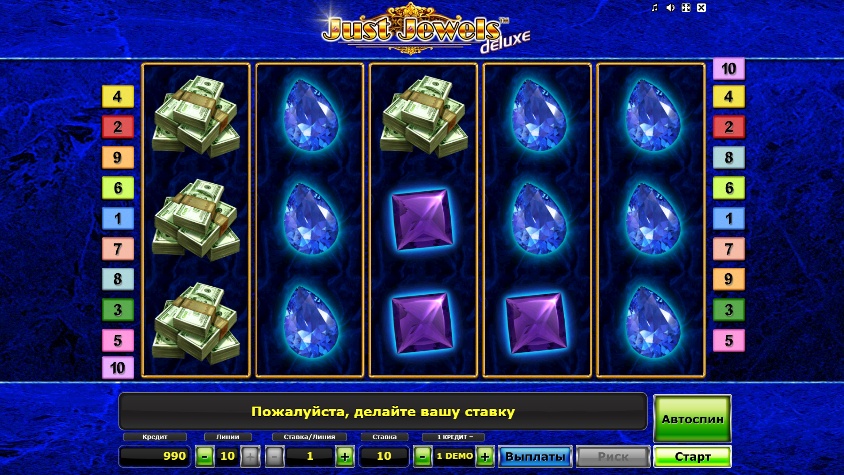 Just Jewels™
deluxe
10
4 4
2 2
9 8
6 6
1 1
7 7
8 9
3 3
5 5
10
Пожалуйста, делайте вашу ставку
Автоспин
Кредит Линии Ставка/Линия Ставка 1 КРЕДИТ =
990 - 10 + - 1 + 10 - 1 DEMO + Выплаты Риск Старт